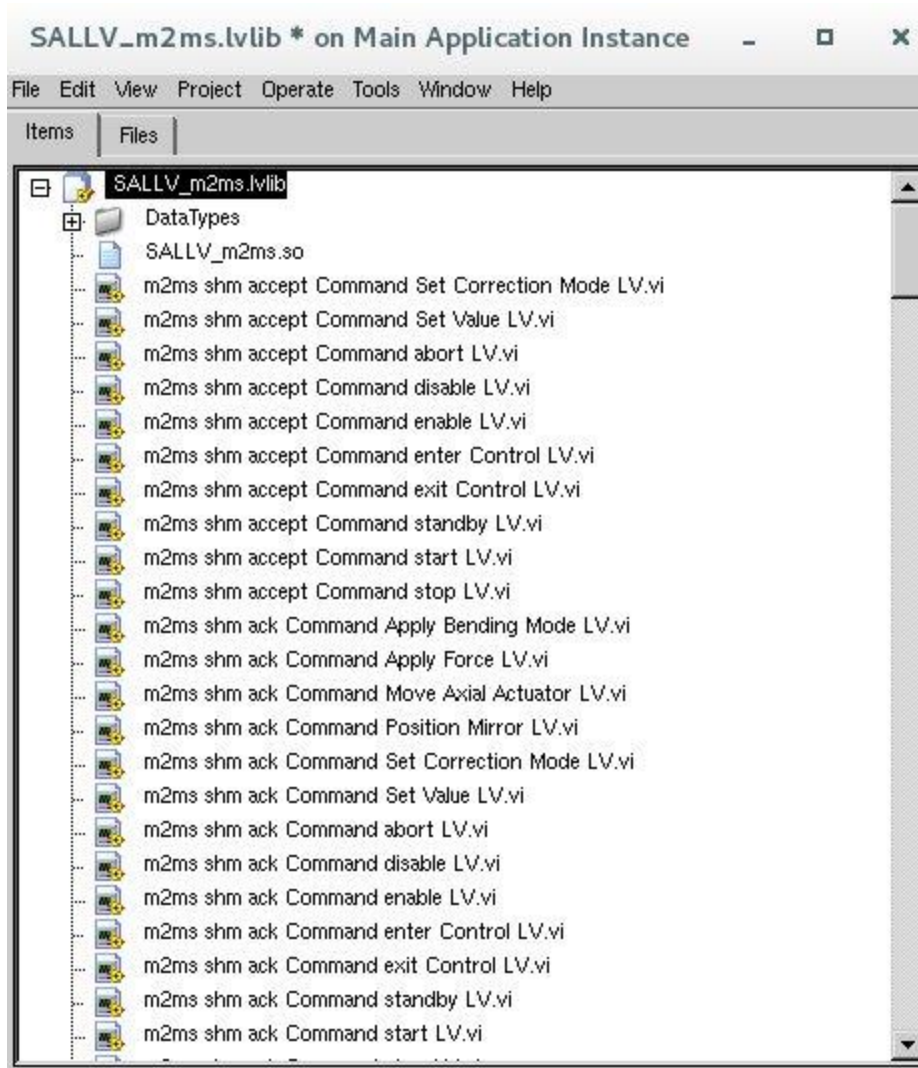 SALLV_m2ms.lvlib * on Main Application Instance
File Edit View Project Operate Tools Window Help
Items Files
SALLV_m2ms.lvlib
DataTypes
SALLV_m2ms.so
m2ms shm accept Command Set Correction Mode LV.vi
m2ms shm accept Command Set Value LV.vi
m2ms shm accept Command abort LV.vi
m2ms shm accept Command disable LV.vi
m2ms shm accept Command enable LV.vi
m2ms shm accept Command enter Control LV.vi
m2ms shm accept Command exit Control LV.vi
m2ms shm accept Command standby LV.vi
m2ms shm accept Command start LV.vi
m2ms shm accept Command stop LV.vi
m2ms shm ack Command Apply Bending Mode LV.vi
m2ms shm ack Command Apply Force LV.vi
m2ms shm ack Command Move Axial Actuator LV.vi
m2ms shm ack Command Position Mirror LV.vi
m2ms shm ack Command Set Correction Mode LV.vi
m2ms shm ack Command Set Value LV.vi
m2ms shm ack Command abort LV.vi
m2ms shm ack Command disable LV.vi
m2ms shm ack Command enable LV.vi
m2ms shm ack Command enter Control LV.vi
m2ms shm ack Command exit Control LV.vi
m2ms shm ack Command standby LV.vi
m2ms shm ack Command start LV.vi